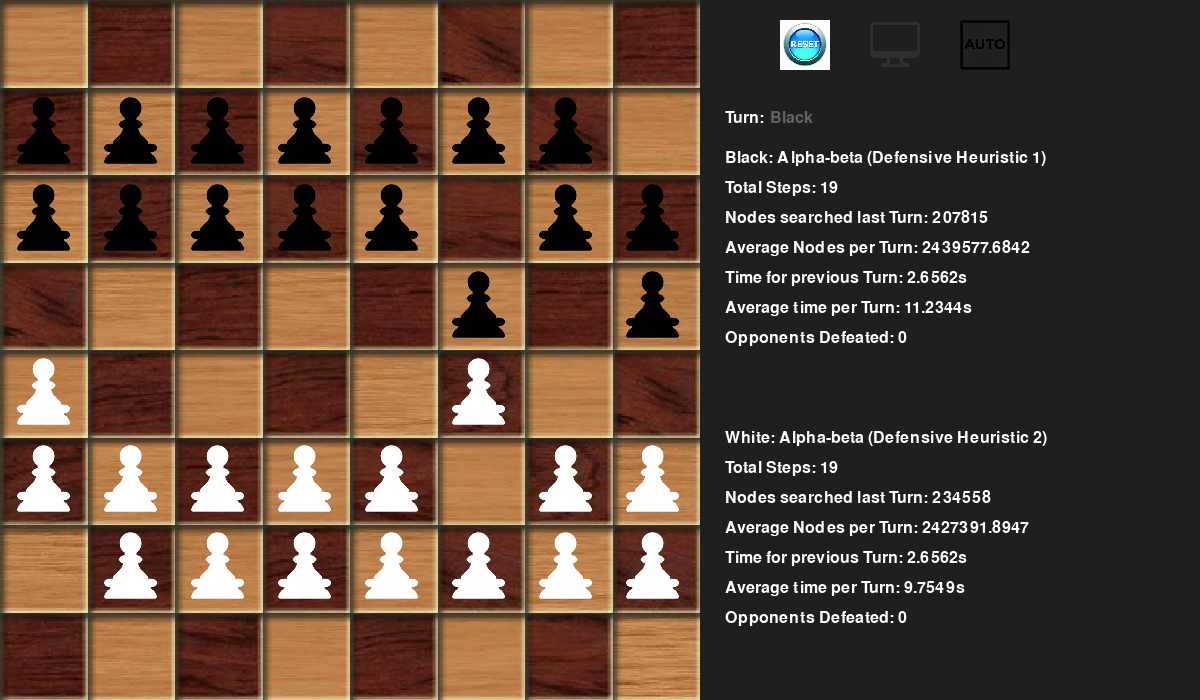 RESET
AUTO
Turn: Black
Black: Alpha-beta (Defensive Heuristic 1)
Total Steps: 19
Nodes searched last Turn: 207815
Average Nodes per Turn: 2439577.6842
Time for previous Turn: 2.6562s
Average time per Turn: 11.2344s
Opponents Defeated: 0
White: Alpha-beta (Defensive Heuristic 2)
Total Steps: 19
Nodes searched last Turn: 234558
Average Nodes per Turn: 2427391.8947
Time for previous Turn: 2.6562s
Average time per Turn: 9.7549s
Opponents Defeated: 0